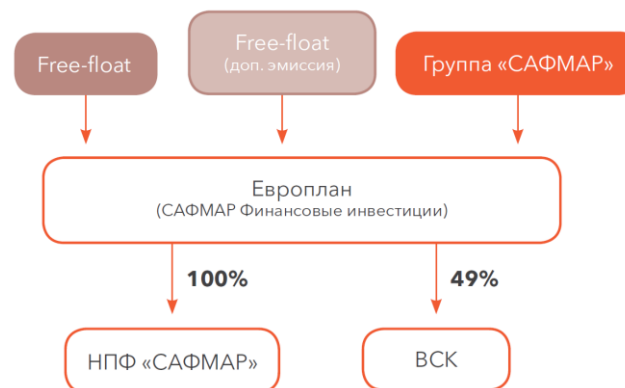 Free-float
Free-float
(доп. эмиссия)
Группа «САФМАР»
Европлан
(САФМАР Финансовые инвестиции)
100%
49%
НПФ «САФМАР»
ВСК